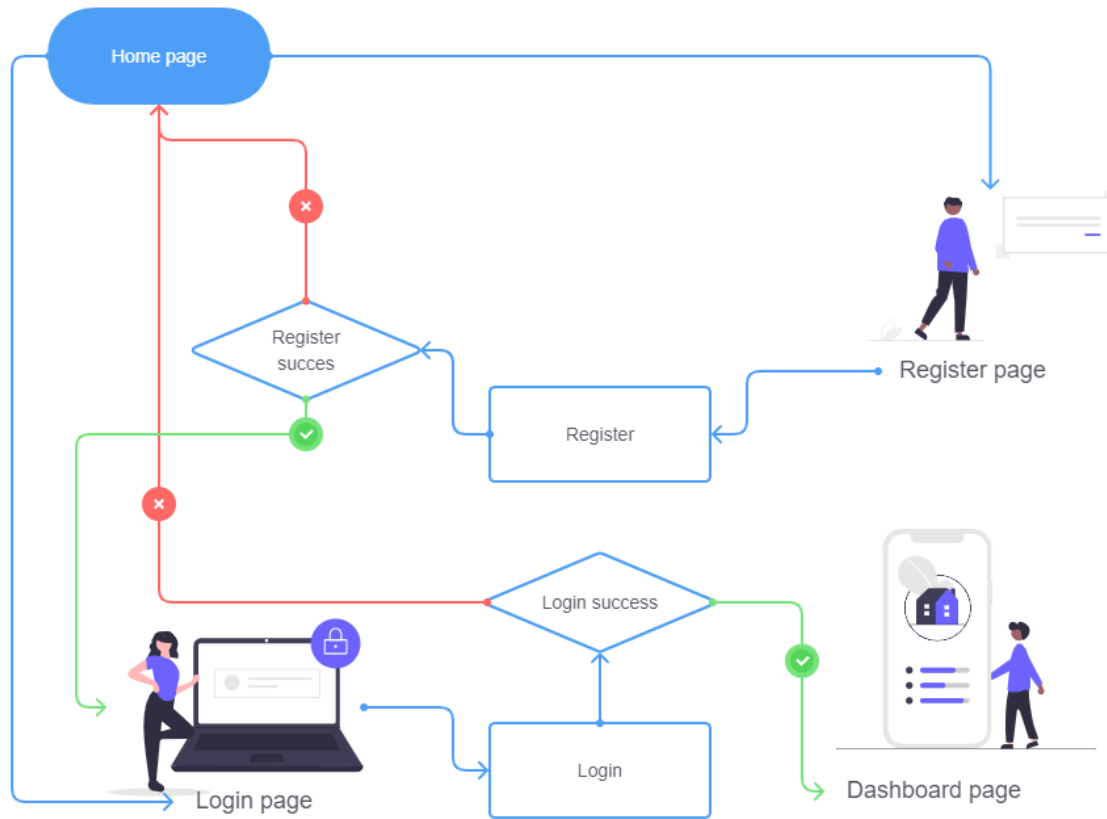 Home page
Register
succes
Register page
Register
Login success
Login
Login page
Dashboard page